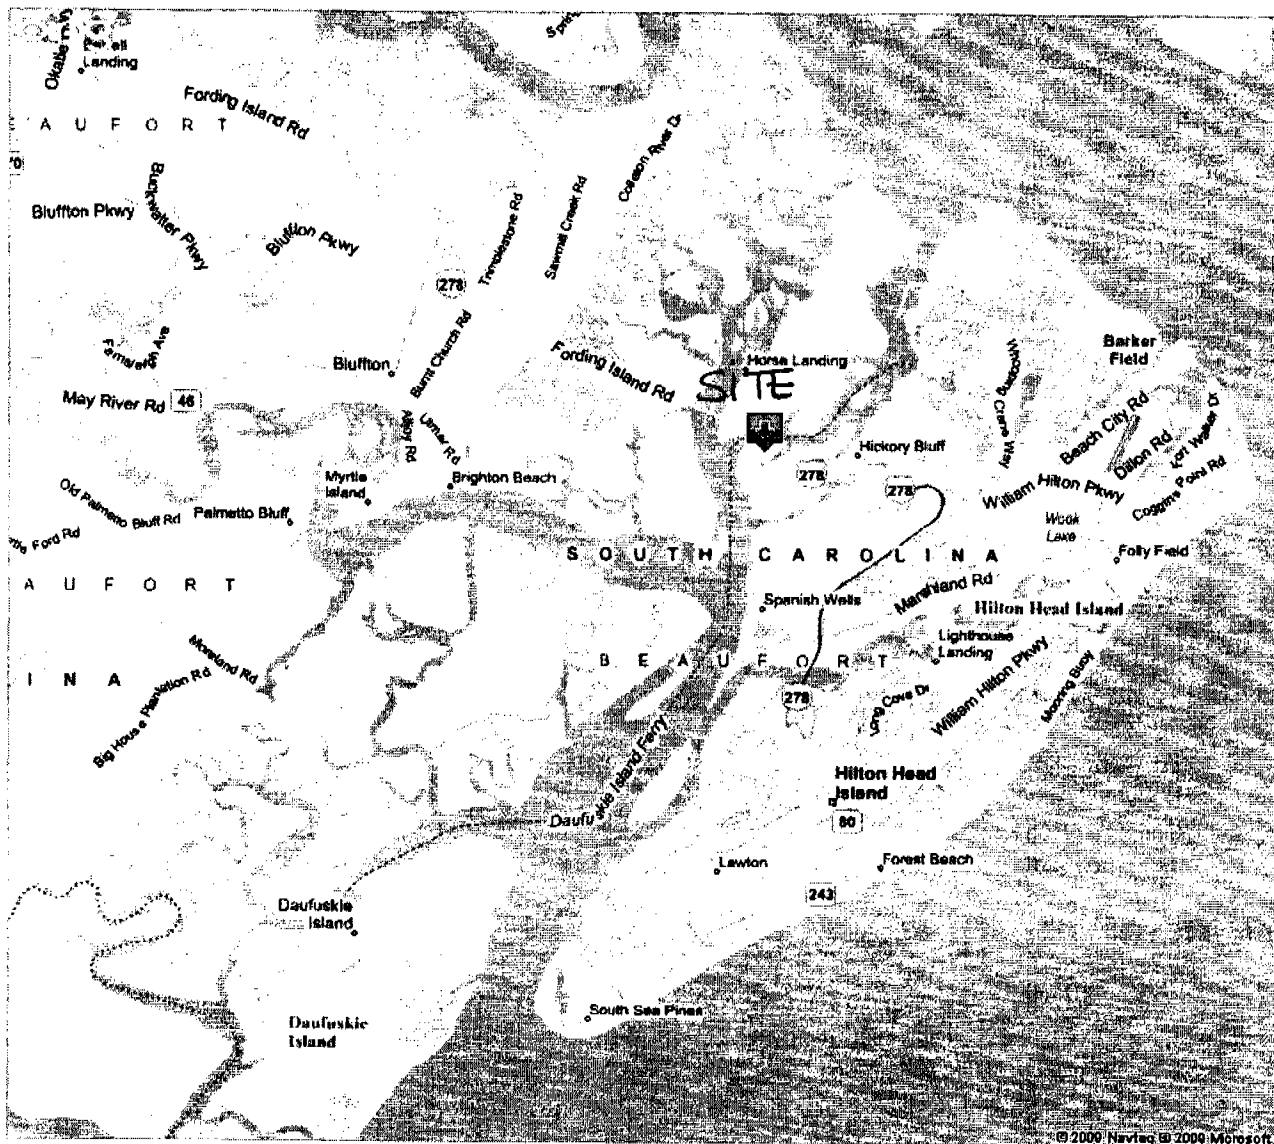 Okatie Hwy
Landing
Fording Island Rd
A U F O R T
Colleton River Dr
Buckwalter Pkwy
Bluffton Pkwy
Bluffton Pkwy
Sawmill Creek Rd
278
Burnt Church Rd
Bluffton
Fording Island Rd
Horse Landing
SITE
Barker
Field
Whooping Crane Way
May River Rd
46
Alljoy Rd
Ulmer Rd
Beach City Rd
Dillon Rd
Fort Walker Dr
Hickory Bluff
278
278
William Hilton Pkwy
Coggins Point Rd
Myrtle
Island
Brighton Beach
Old Palmetto Bluff Rd
Palmetto Bluff
Ford Rd
Lake
S O U T H   C A R O L I N A
Folly Field
A U F O R T
Spanish Wells
Marshland Rd
Hilton Head Island
Lighthouse
Landing
B E A U F O R T
I N A
Moreland Rd
Big House Plantation Rd
278
Long Cove Dr
William Hilton Pkwy
Mooring Buoy
Daufuskie Island Ferry
Hilton Head
Island
80
Lawton
Forest Beach
243
Daufuskie
Island
South Sea Pines
Daufuskie
Island
© 2009 Navteq © 2009 Microsoft